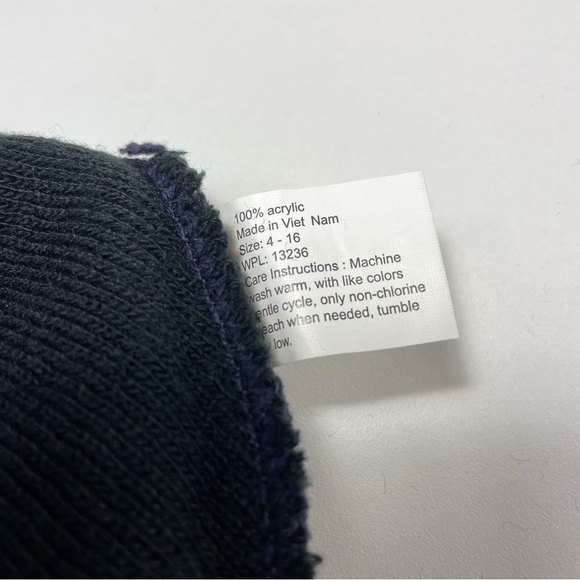 100% acrylic
Made in Viet Nam
Size: 4 - 16
WPL: 13236
Care Instructions : Machine
wash warm, with like colors
gentle cycle, only non-chlorine
bleach when needed, tumble
low.